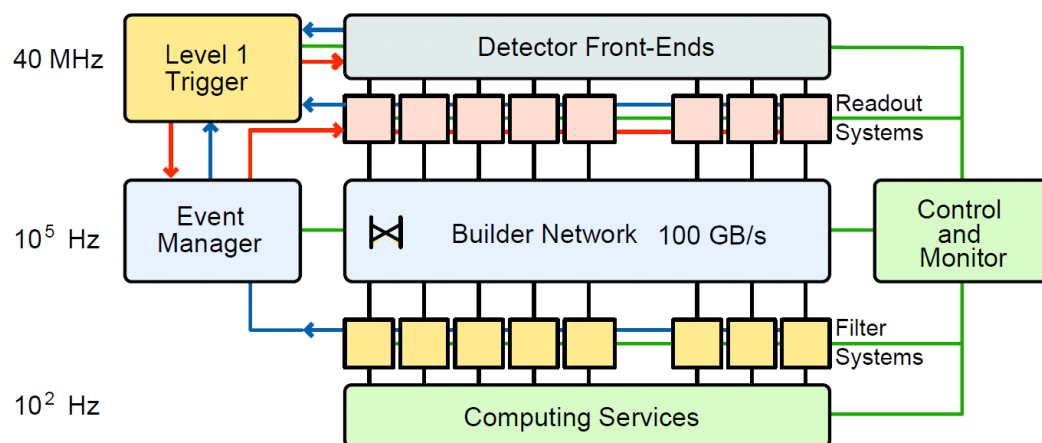 40 MHz
Level 1
Trigger
Detector Front-Ends
Readout
Systems
10⁵ Hz
Event
Manager
Builder Network 100 GB/s
Control
and
Monitor
Filter
Systems
10² Hz
Computing Services